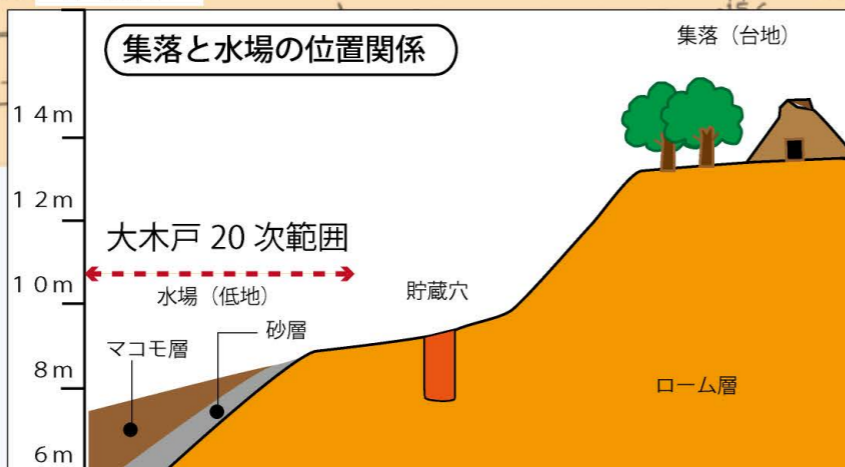 集落と水場の位置関係
集落（台地）
14m
12m
大木戸 20 次範囲
10m
水場（低地）
貯蔵穴
砂層
マコモ層
8m
ローム層
6m